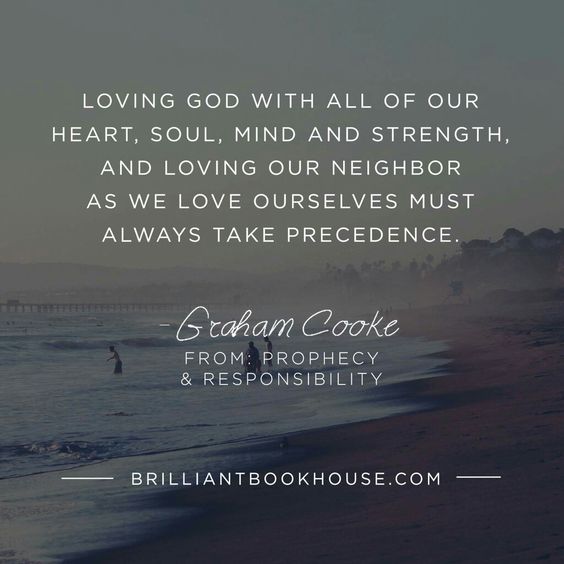 LOVING GOD WITH ALL OF OUR
HEART, SOUL, MIND AND STRENGTH,
AND LOVING OUR NEIGHBOR
AS WE LOVE OURSELVES MUST
ALWAYS TAKE PRECEDENCE.
- Graham Cooke
FROM: PROPHECY
& RESPONSIBILITY
BRILLIANTBOOKHOUSE.COM